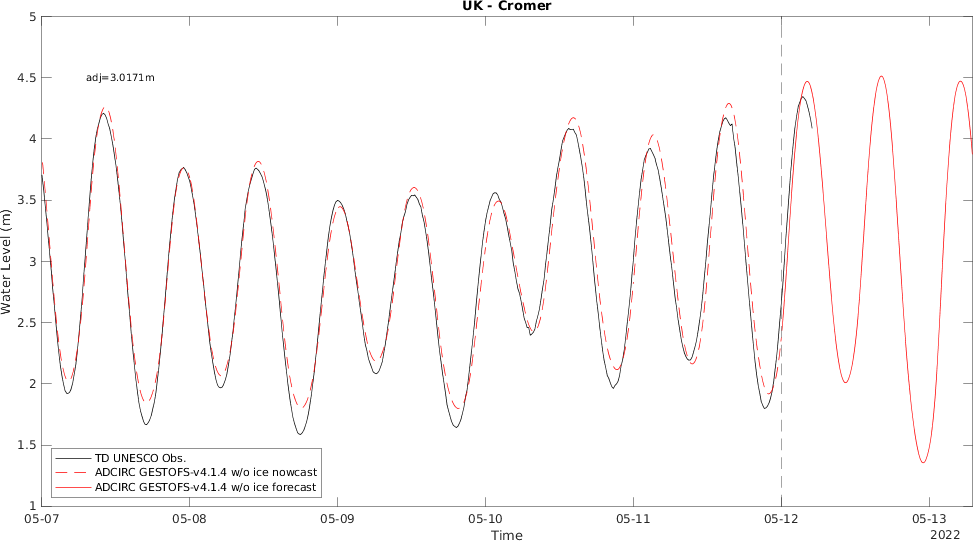 UK - Cromer
5
4.5
4
3.5
3
2.5
2
1.5
1
Water Level (m)
adj=3.0171m
TD UNESCO Obs.
ADCIRC GESTOFS-v4.1.4 w/o ice nowcast
ADCIRC GESTOFS-v4.1.4 w/o ice forecast
05-07 05-08 05-09 05-10 05-11 05-12 05-13
Time
2022